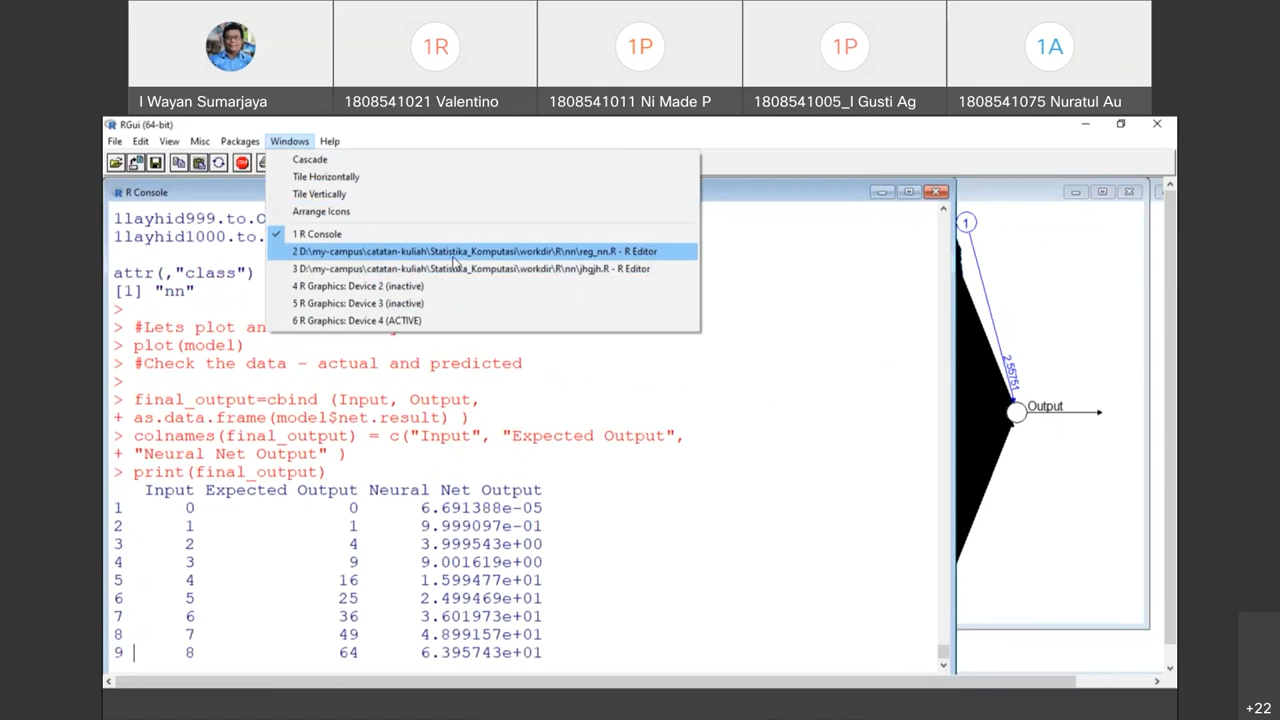 1R
1P
1P
1A
I Wayan Sumarjaya
1808541021 Valentino
1808541011 Ni Made P
1808541005_I Gusti Ag
1808541075 Nuratul Au
RGui (64-bit)
File Edit View Misc Packages Windows Help
STOP
Cascade
Tile Horizontally
Tile Vertically
Arrange Icons
1 R Console
2 D:\my-campus\catatan-kuliah\Statistika_Komputasi\workdir\R\nn\reg_nn.R - R Editor
3 D:\my-campus\catatan-kuliah\Statistika_Komputasi\workdir\R\nn\jhgjh.R - R Editor
4 R Graphics: Device 2 (inactive)
5 R Graphics: Device 3 (inactive)
6 R Graphics: Device 4 (ACTIVE)
R Console
1layhid999.to.O
1layhid1000.to.
attr(,"class")
[1] "nn"
>
> #Lets plot an
> plot(model)
> #Check the data - actual and predicted
>
> final_output=cbind (Input, Output,
+ as.data.frame(model$net.result) )
> colnames(final_output) = c("Input", "Expected Output",
+ "Neural Net Output" )
> print(final_output)
Input Expected Output Neural Net Output
1 0 0 6.691388e-05
2 1 1 9.999097e-01
3 2 4 3.999543e+00
4 3 9 9.001619e+00
5 4 16 1.599477e+01
6 5 25 2.499469e+01
7 6 36 3.601973e+01
8 7 49 4.899157e+01
9 8 64 6.395743e+01
1
2.55751
Output
+22